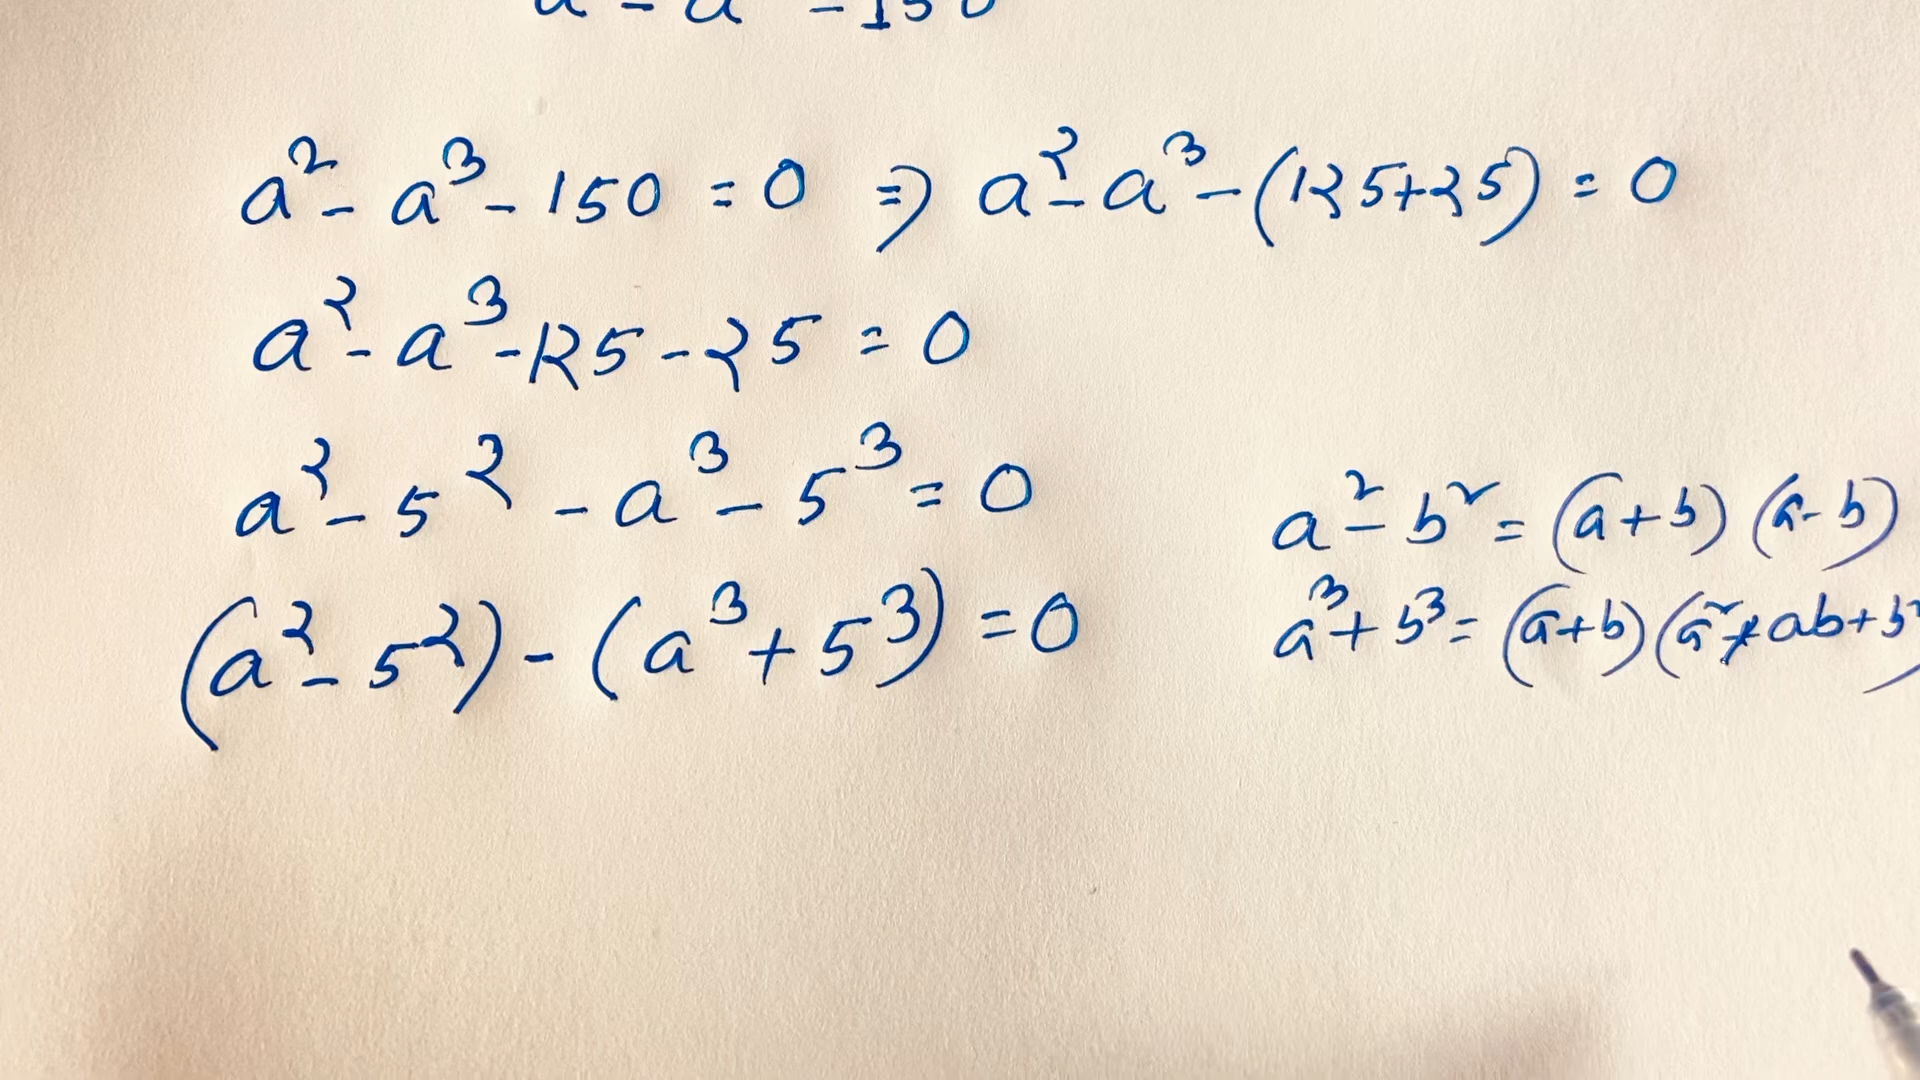 a² - a³ - 150 = 0 ⇒ a² - a³ - (125+25) = 0
a² - a³ - 125 - 25 = 0
a² - 5² - a³ - 5³ = 0
(a² - 5²) - (a³ + 5³) = 0
a² - b² = (a+b) (a-b)
a³ + b³ = (a+b) (a² - ab + b²